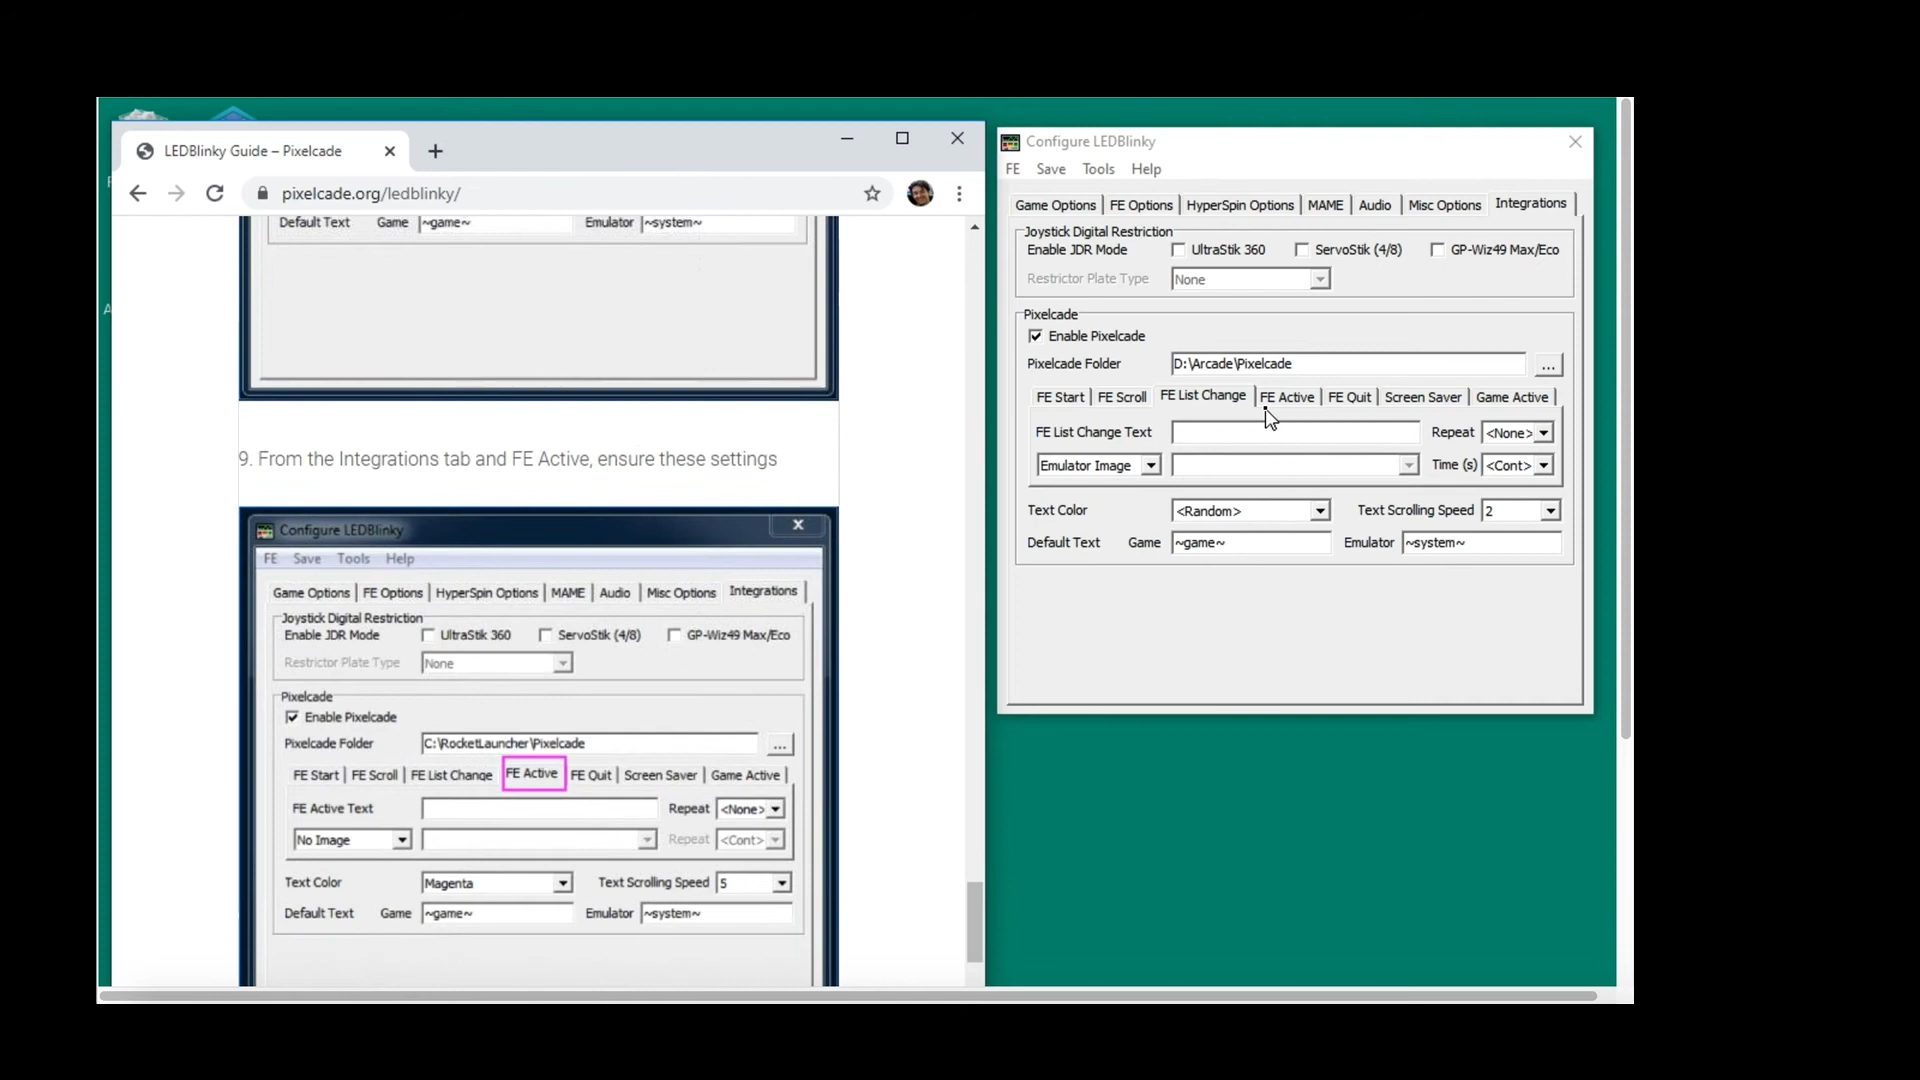 LEDBlinky Guide – Pixelcade
pixelcade.org/ledblinky/
Default Text Game ~game~ Emulator ~system~
9. From the Integrations tab and FE Active, ensure these settings
Configure LEDBlinky
FE Save Tools Help
Game Options FE Options HyperSpin Options MAME Audio Misc Options Integrations
Joystick Digital Restriction
Enable JDR Mode UltraStik 360 ServoStik (4/8) GP-Wiz49 Max/Eco
Restrictor Plate Type None
Pixelcade
Enable Pixelcade
Pixelcade Folder C:\RocketLauncher\Pixelcade ...
FE Start FE Scroll FE List Change FE Active FE Quit Screen Saver Game Active
FE Active Text Repeat <None>
No Image Repeat <Cont>
Text Color Magenta Text Scrolling Speed 5
Default Text Game ~game~ Emulator ~system~
Configure LEDBlinky
FE Save Tools Help
Game Options FE Options HyperSpin Options MAME Audio Misc Options Integrations
Joystick Digital Restriction
Enable JDR Mode UltraStik 360 ServoStik (4/8) GP-Wiz49 Max/Eco
Restrictor Plate Type None
Pixelcade
Enable Pixelcade
Pixelcade Folder D:\Arcade\Pixelcade ...
FE Start FE Scroll FE List Change FE Active FE Quit Screen Saver Game Active
FE List Change Text Repeat <None>
Emulator Image Time (s) <Cont>
Text Color <Random> Text Scrolling Speed 2
Default Text Game ~game~ Emulator ~system~